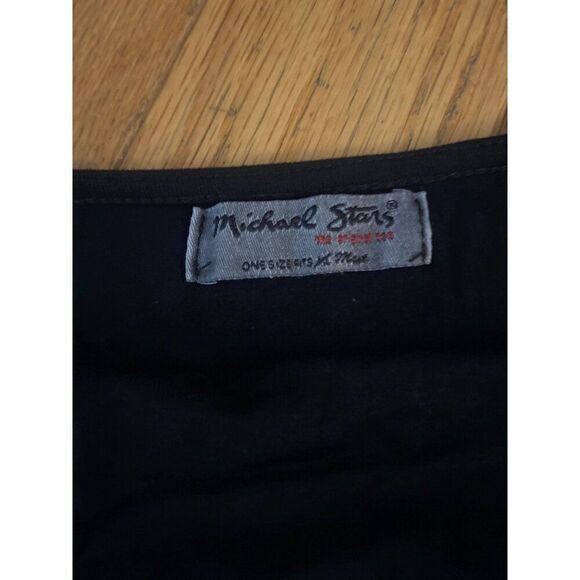 Michael Stars®
The original tee
ONE SIZE FITS Most